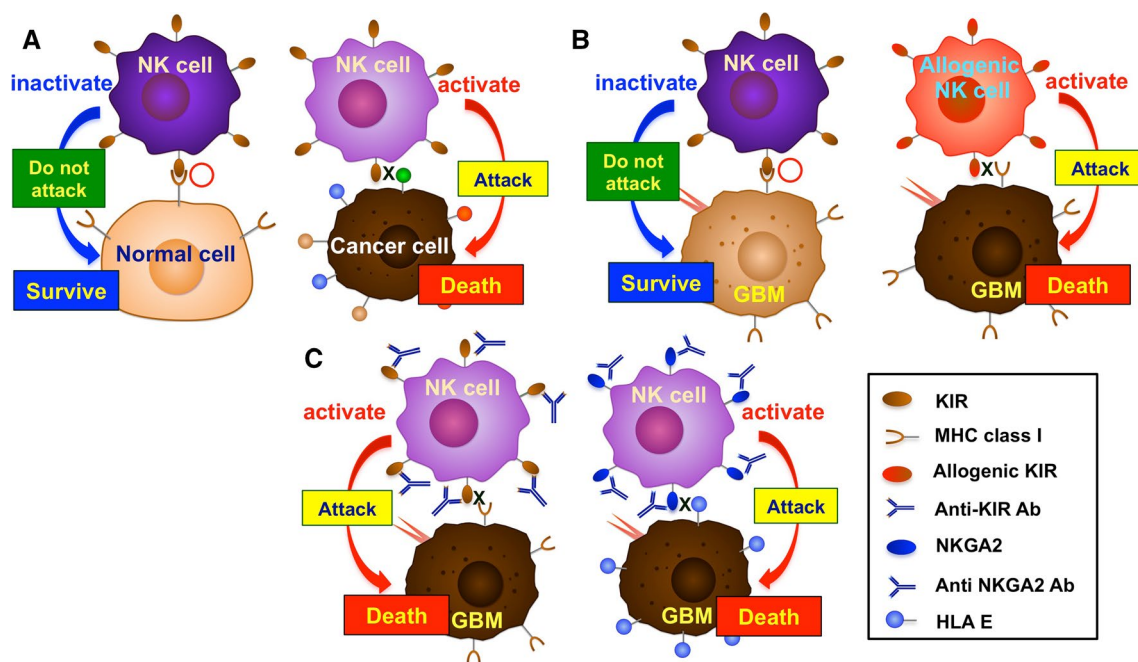 A
NK cell
inactivate
Do not
attack
Normal cell
Survive
NK cell
activate
X
Attack
Cancer cell
Death
B
NK cell
inactivate
Do not
attack
GBM
Survive
Allogenic
NK cell
activate
X
Attack
GBM
Death
C
NK cell
activate
X
Attack
GBM
Death
NK cell
activate
X
Attack
GBM
Death
KIR
MHC class I
Allogenic KIR
Anti-KIR Ab
NKGA2
Anti NKGA2 Ab
HLA E